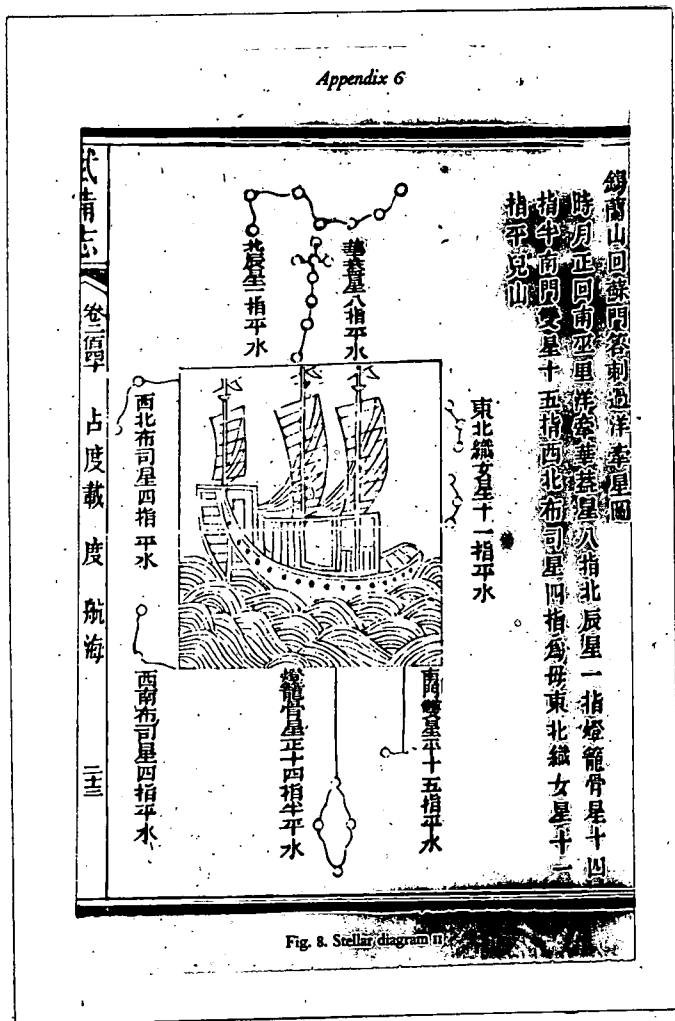 Appendix 6
錫蘭山回蘇門答剌過洋牽星圖
時月正回南巫里洋牽華蓋星八指北辰星一指燈籠骨星十四
指半南門雙星十五指西北布司星四指為母東北織女星十一
指平兒山
東北織女星十一指平水
華蓋星八指平水
北辰星一指平水
西北布司星四指平水
西南布司星四指平水
燈籠骨星正十四指半平水
南門雙星平十五指平水
武備志
卷二百四十
占度載
度
航海
二十三
Fig. 8. Stellar diagram II